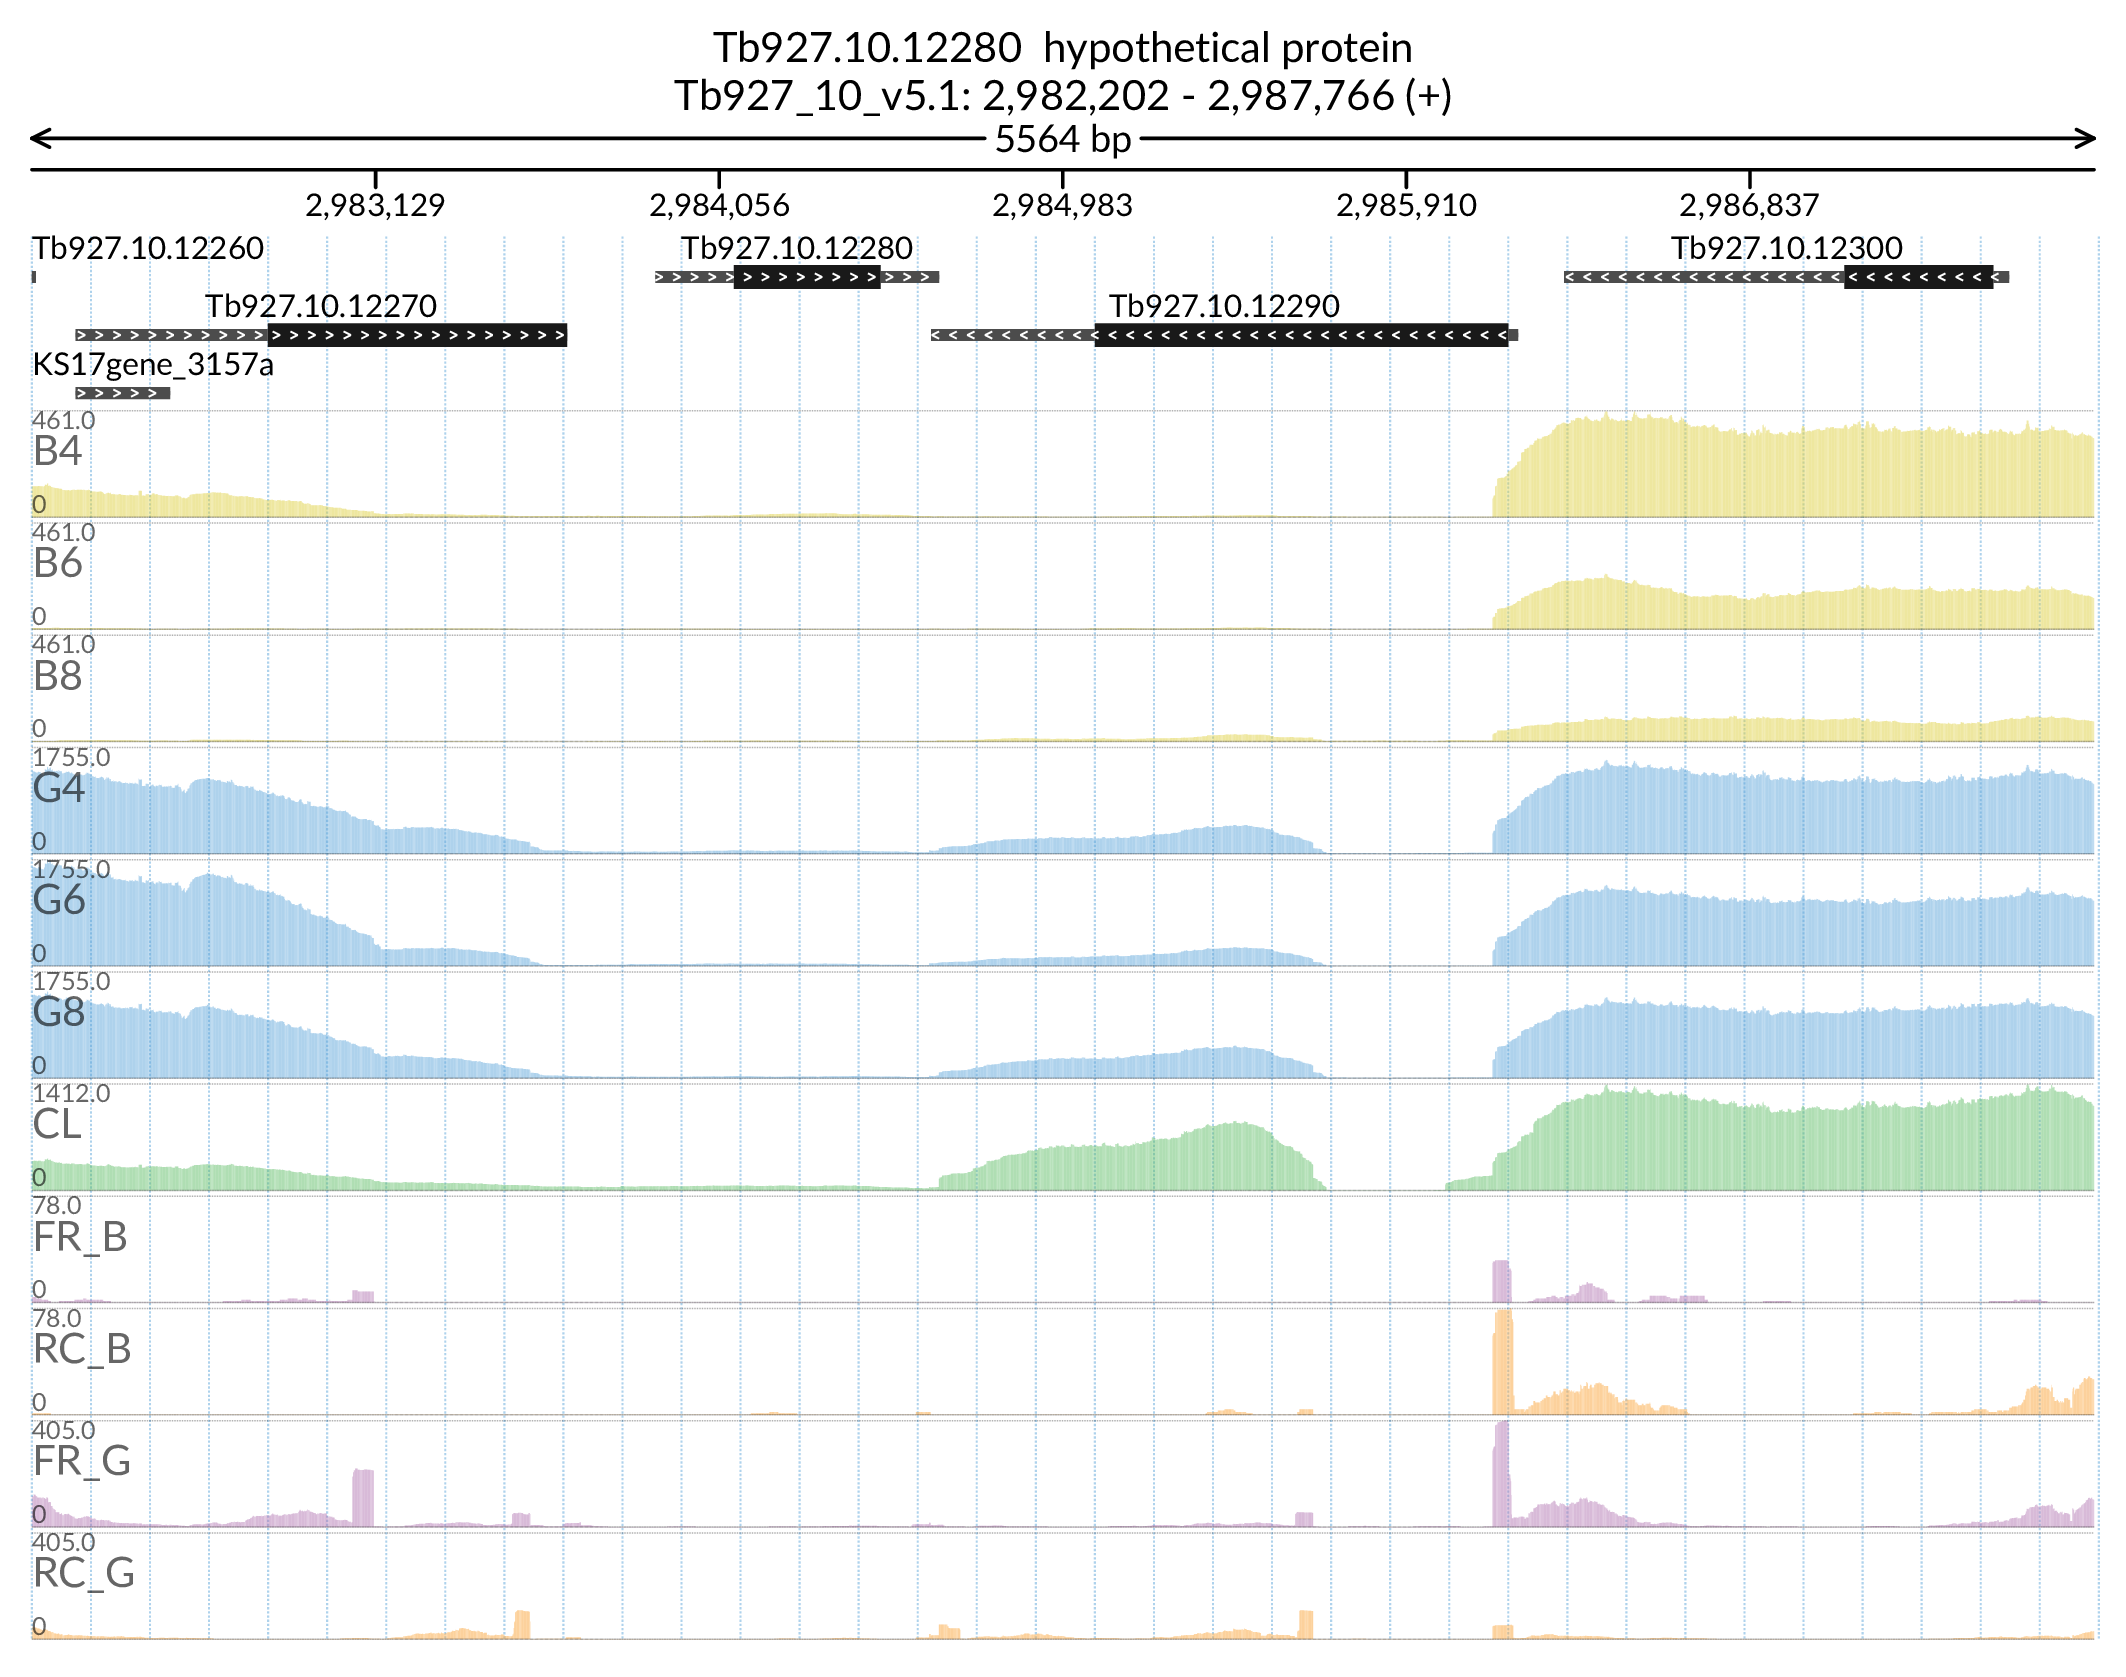 Tb927.10.12280  hypothetical protein
Tb927_10_v5.1: 2,982,202 - 2,987,766 (+)
5564 bp
2,983,129 2,984,056 2,984,983 2,985,910 2,986,837
Tb927.10.12260 Tb927.10.12280 Tb927.10.12300
Tb927.10.12270 Tb927.10.12290
KS17gene_3157a
461.0
B4
0
461.0
B6
0
461.0
B8
0
1755.0
G4
0
1755.0
G6
0
1755.0
G8
0
1412.0
CL
0
78.0
FR_B
0
78.0
RC_B
0
405.0
FR_G
0
405.0
RC_G
0